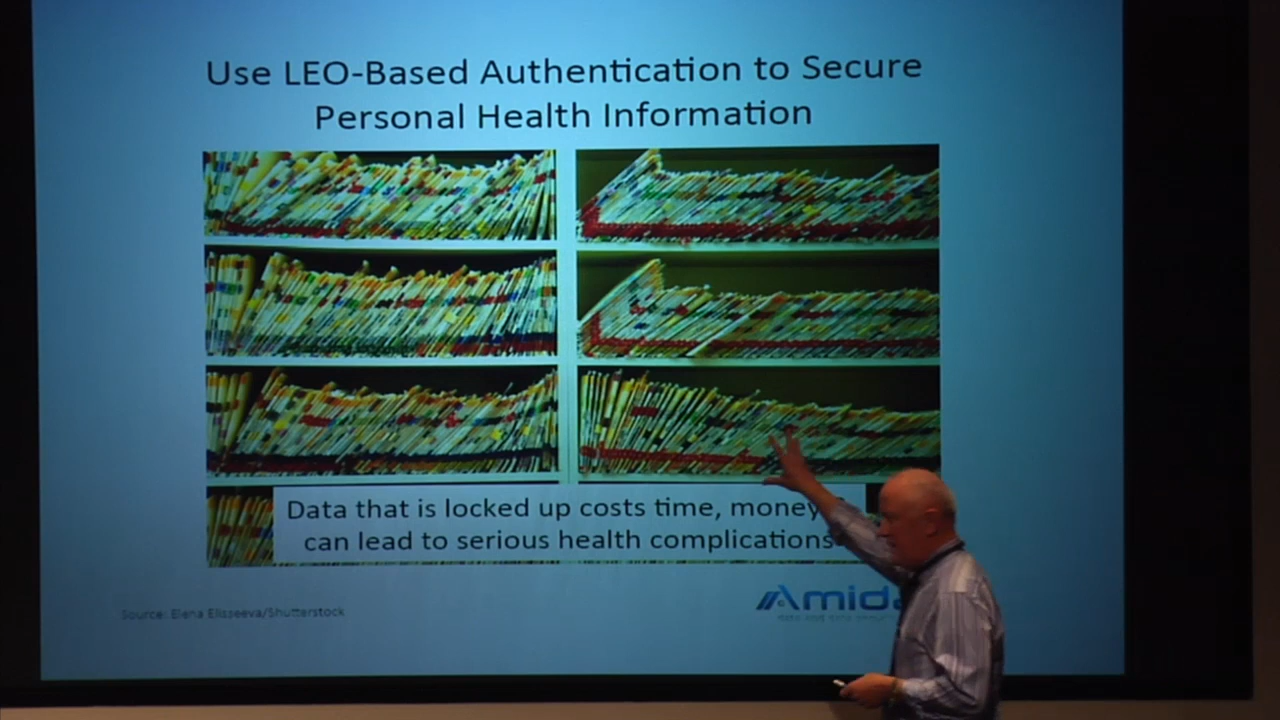 Use LEO-Based Authentication to Secure
Personal Health Information
Data that is locked up costs time, money
can lead to serious health complications
Source: Elena Elisseeva/Shutterstock
Amida